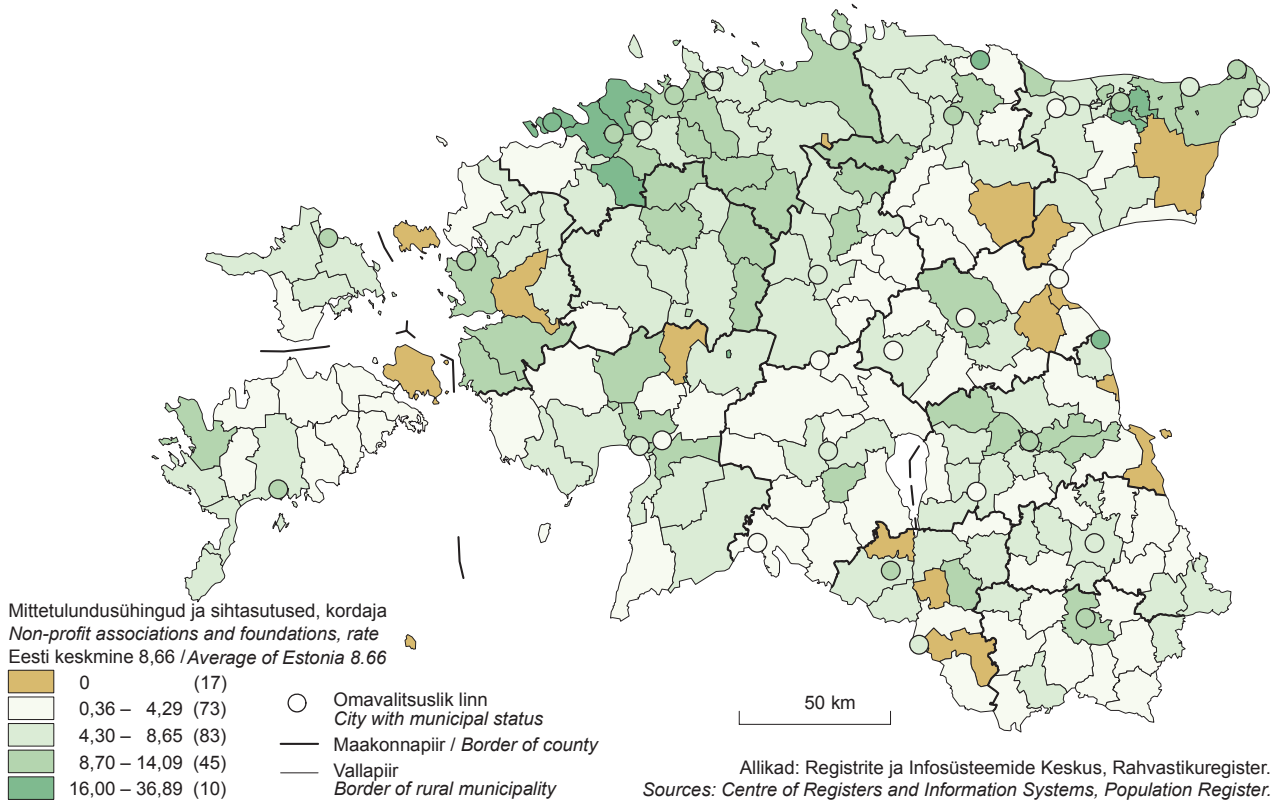 Mittetulundusühingud ja sihtasutused, kordaja
Non-profit associations and foundations, rate
Eesti keskmine 8,66 / Average of Estonia 8.66
0 (17)
0,36 – 4,29 (73)
4,30 – 8,65 (83)
8,70 – 14,09 (45)
16,00 – 36,89 (10)
Omavalitsuslik linn
City with municipal status
Maakonnapiir / Border of county
Vallapiir
Border of rural municipality
50 km
Allikad: Registrite ja Infosüsteemide Keskus, Rahvastikuregister.
Sources: Centre of Registers and Information Systems, Population Register.